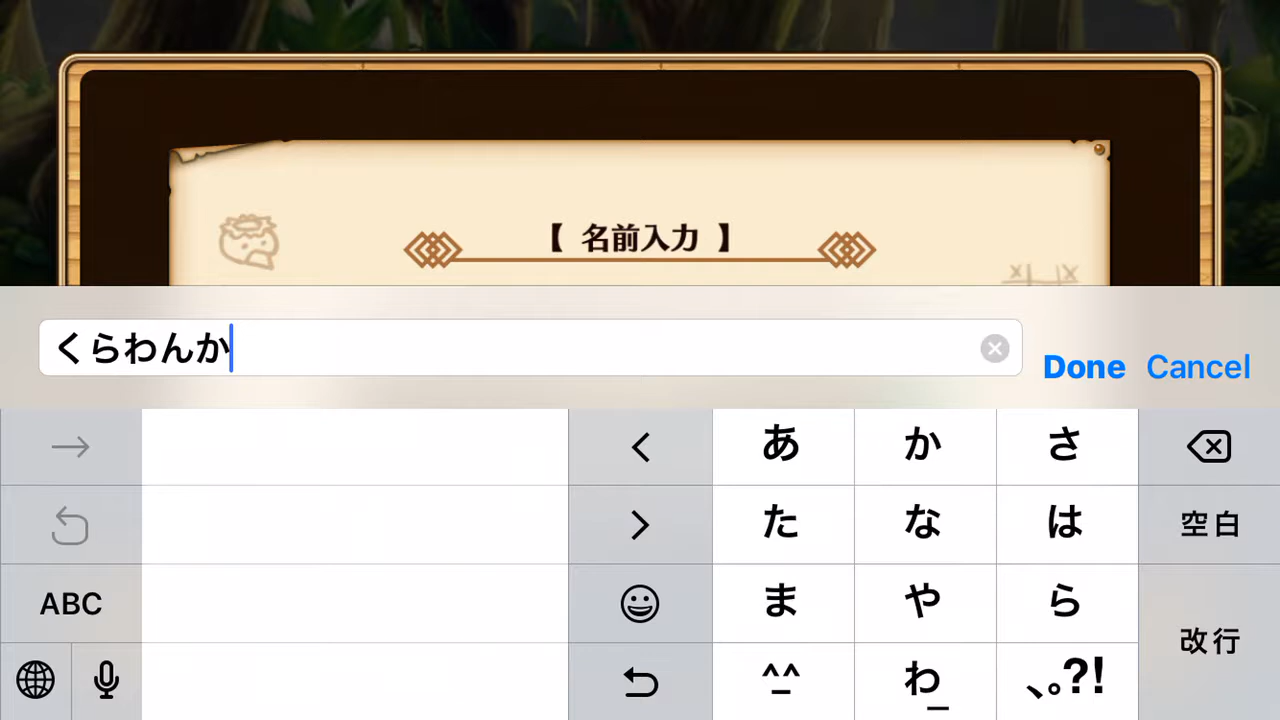 【 名前入力 】
くらわんか
Done Cancel
あ か さ
た な は 空白
ABC ま や ら
改行
^^ わ 、。?!